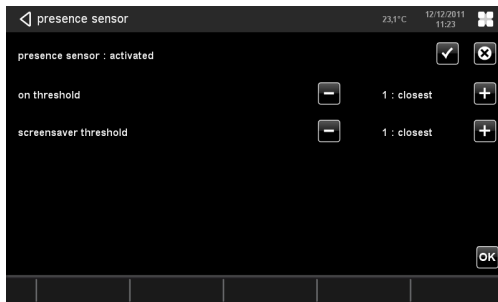 presence sensor
23,1°C
12/12/2011
11:23
presence sensor : activated
on threshold
1 : closest
screensaver threshold
1 : closest
OK